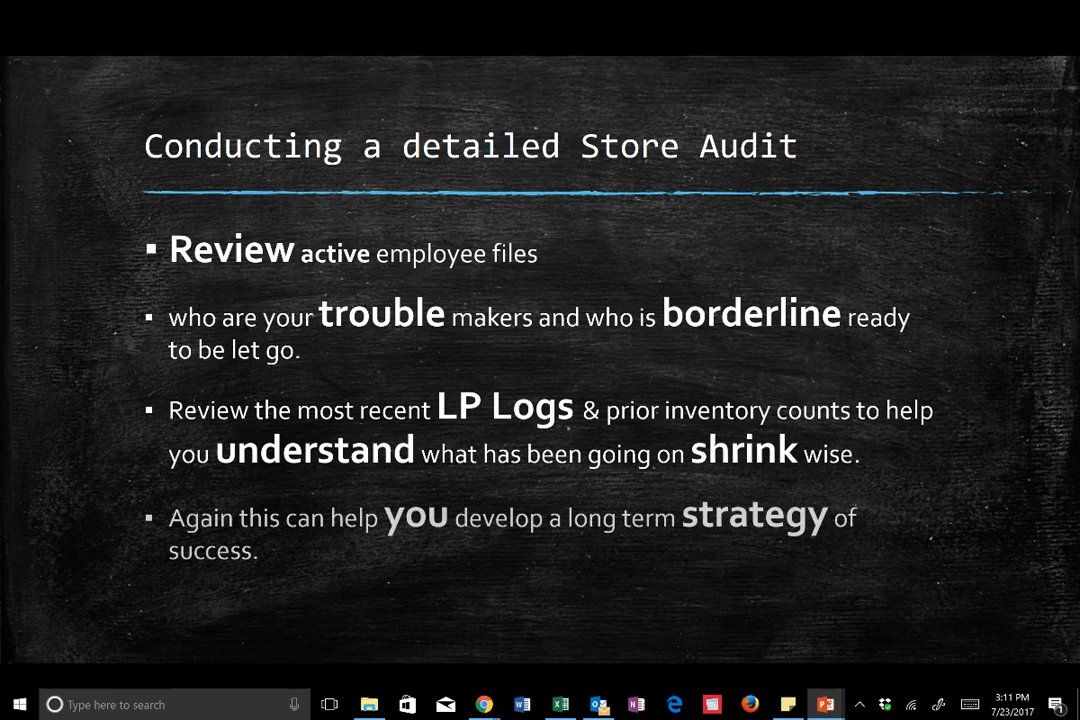 Conducting a detailed Store Audit
▪ Review active employee files
▪ who are your trouble makers and who is borderline ready
to be let go.
▪ Review the most recent LP Logs & prior inventory counts to help
you understand what has been going on shrink wise.
▪ Again this can help you develop a long term strategy of
success.
Type here to search
3:11 PM
7/23/2017